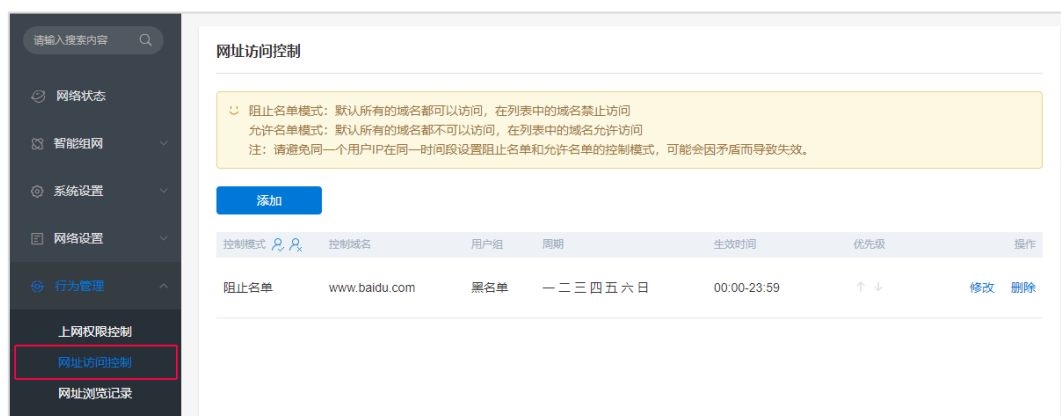 请输入搜索内容
网络状态
智能组网
系统设置
网络设置
行为管理
上网权限控制
网址访问控制
网址浏览记录
网址访问控制
阻止名单模式：默认所有的域名都可以访问，在列表中的域名禁止访问
允许名单模式：默认所有的域名都不可以访问，在列表中的域名允许访问
注：请避免同一个用户IP在同一时间段设置阻止名单和允许名单的控制模式，可能会因矛盾而导致失效。
添加
控制模式 控制域名 用户组 周期 生效时间 优先级 操作
阻止名单 www.baidu.com 黑名单 一 二 三 四 五 六 日 00:00-23:59 ↑ ↓ 修改 删除